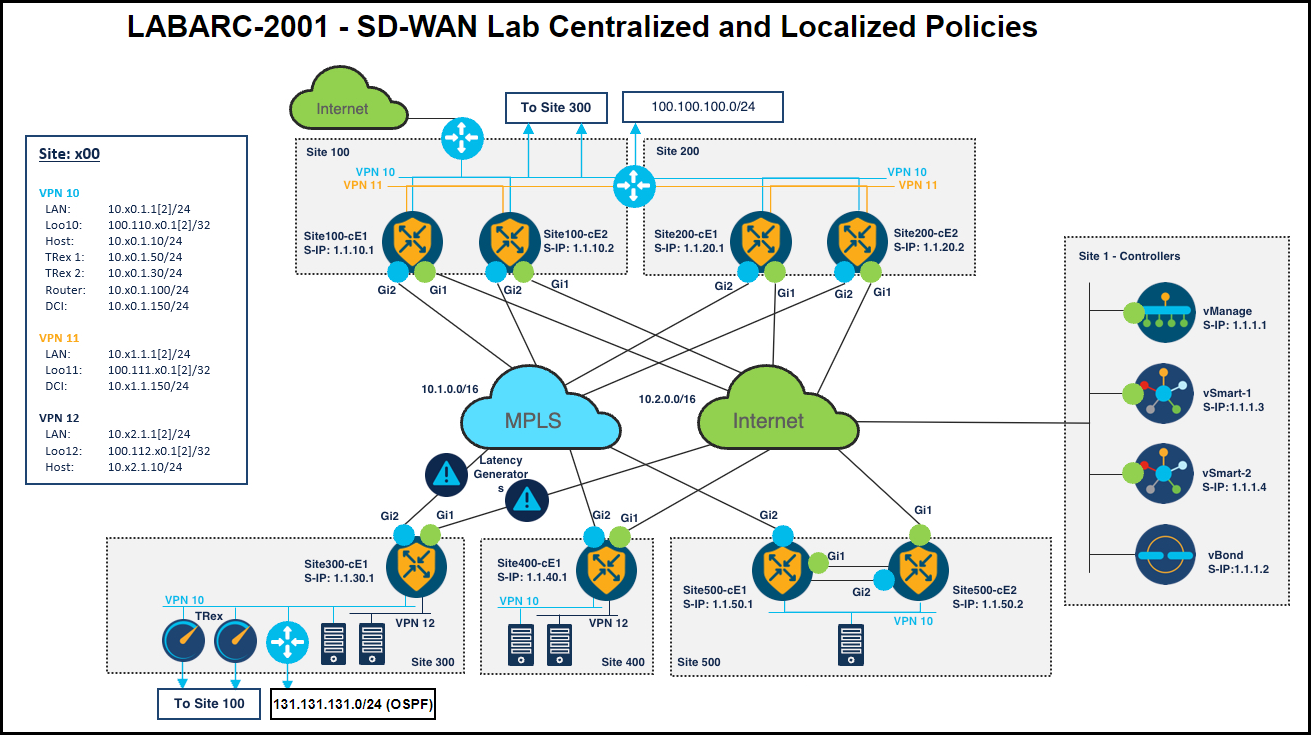 LABARC-2001 - SD-WAN Lab Centralized and Localized Policies
Internet
To Site 300
100.100.100.0/24
Site: x00
VPN 10
LAN: 10.x0.1.1[2]/24
Loo10: 100.110.x0.1[2]/32
Host: 10.x0.1.10/24
TRex 1: 10.x0.1.50/24
TRex 2: 10.x0.1.30/24
Router: 10.x0.1.100/24
DCI: 10.x0.1.150/24
VPN 11
LAN: 10.x1.1.1[2]/24
Loo11: 100.111.x0.1[2]/32
DCI: 10.x1.1.150/24
VPN 12
LAN: 10.x2.1.1[2]/24
Loo12: 100.112.x0.1[2]/32
Host: 10.x2.1.10/24
Site 100
VPN 10
VPN 11
Site100-cE1
S-IP: 1.1.10.1
Site100-cE2
S-IP: 1.1.10.2
Gi2
Gi1
Gi2
Gi1
Site 200
VPN 10
VPN 11
Site200-cE1
S-IP: 1.1.20.1
Site200-cE2
S-IP: 1.1.20.2
Gi2
Gi1
Gi2
Gi1
Site 1 - Controllers
vManage
S-IP: 1.1.1.1
vSmart-1
S-IP:1.1.1.3
vSmart-2
S-IP: 1.1.1.4
vBond
S-IP:1.1.1.2
10.1.0.0/16
MPLS
10.2.0.0/16
Internet
Latency
Generator
s
Gi2
Gi1
Site300-cE1
S-IP: 1.1.30.1
VPN 10
TRex
VPN 12
Site 300
To Site 100
131.131.131.0/24 (OSPF)
Gi2
Gi1
Site400-cE1
S-IP: 1.1.40.1
VPN 10
VPN 12
Site 400
Gi2
Gi1
Gi1
Gi2
Site500-cE1
S-IP: 1.1.50.1
Site500-cE2
S-IP: 1.1.50.2
VPN 10
Site 500